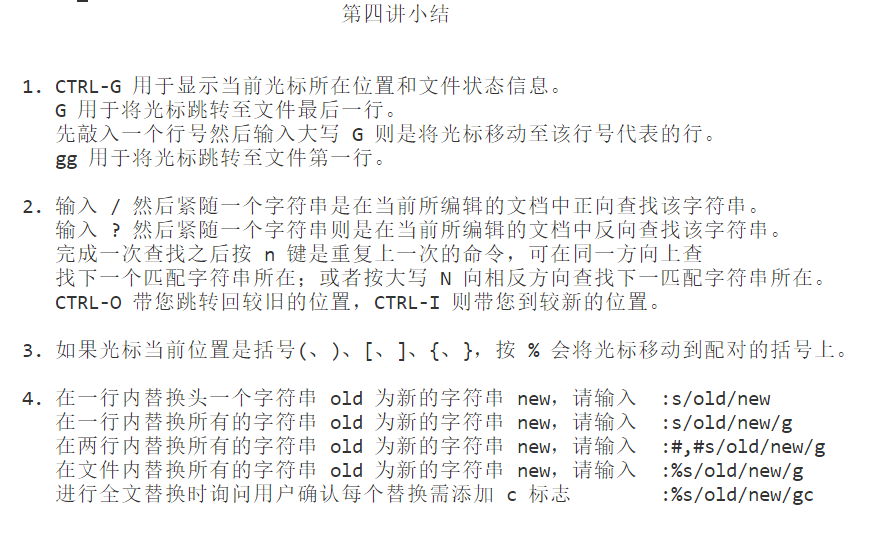 第四讲小结
1. CTRL-G 用于显示当前光标所在位置和文件状态信息。
G 用于将光标跳转至文件最后一行。
先敲入一个行号然后输入大写 G 则是将光标移动至该行号代表的行。
gg 用于将光标跳转至文件第一行。
2. 输入 / 然后紧随一个字符串是在当前所编辑的文档中正向查找该字符串。
输入 ? 然后紧随一个字符串则是在当前所编辑的文档中反向查找该字符串。
完成一次查找之后按 n 键是重复上一次的命令，可在同一方向上查
找下一个匹配字符串所在；或者按大写 N 向相反方向查找下一匹配字符串所在。
CTRL-O 带您跳转回较旧的位置，CTRL-I 则带您到较新的位置。
3. 如果光标当前位置是括号(、)、[、]、{、}，按 % 会将光标移动到配对的括号上。
4. 在一行内替换头一个字符串 old 为新的字符串 new，请输入 :s/old/new
在一行内替换所有的字符串 old 为新的字符串 new，请输入 :s/old/new/g
在两行内替换所有的字符串 old 为新的字符串 new，请输入 :#,#s/old/new/g
在文件内替换所有的字符串 old 为新的字符串 new，请输入 :%s/old/new/g
进行全文替换时询问用户确认每个替换需添加 c 标志 :%s/old/new/gc